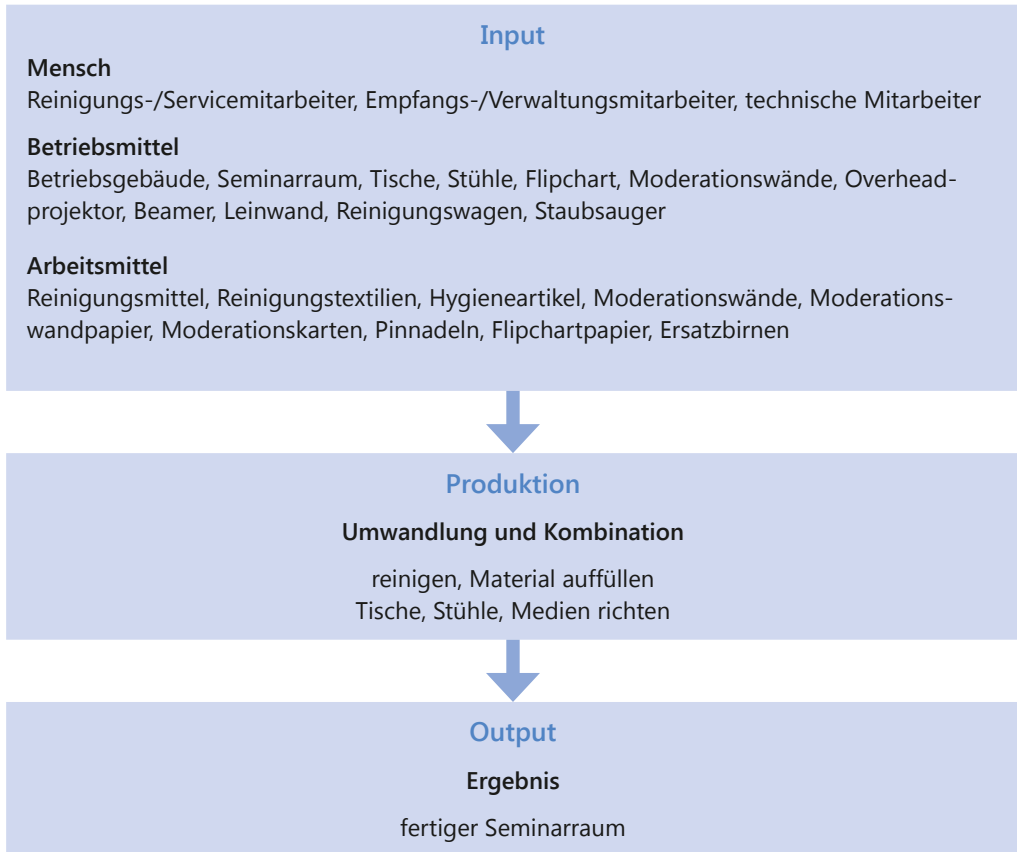 Input
Mensch
Reinigungs-/Servicemitarbeiter, Empfangs-/Verwaltungsmitarbeiter, technische Mitarbeiter
Betriebsmittel
Betriebsgebäude, Seminarraum, Tische, Stühle, Flipchart, Moderationswände, Overhead-
projektor, Beamer, Leinwand, Reinigungswagen, Staubsauger
Arbeitsmittel
Reinigungsmittel, Reinigungstextilien, Hygieneartikel, Moderationswände, Moderations-
wandpapier, Moderationskarten, Pinnadeln, Flipchartpapier, Ersatzbirnen
Produktion
Umwandlung und Kombination
reinigen, Material auffüllen
Tische, Stühle, Medien richten
Output
Ergebnis
fertiger Seminarraum